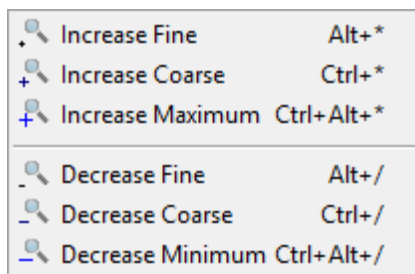 Increase Fine Alt+*
Increase Coarse Ctrl+*
Increase Maximum Ctrl+Alt+*
Decrease Fine Alt+/
Decrease Coarse Ctrl+/
Decrease Minimum Ctrl+Alt+/